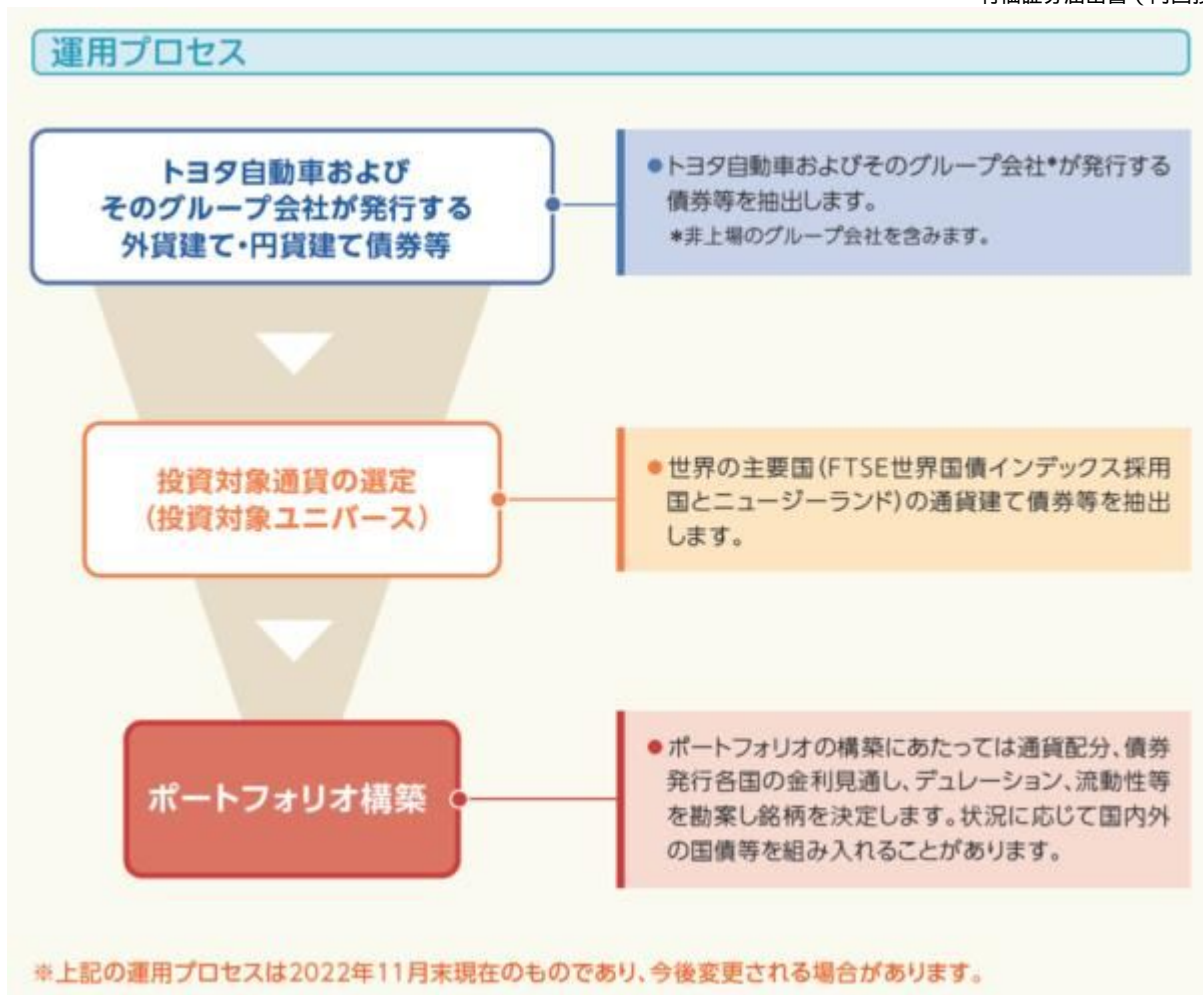 運用プロセス
トヨタ自動車および
そのグループ会社が発行する
外貨建て・円貨建て債券等
●トヨタ自動車およびそのグループ会社*が発行する
債券等を抽出します。
*非上場のグループ会社を含みます。
投資対象通貨の選定
(投資対象ユニバース)
●世界の主要国(FTSE世界国債インデックス採用
国とニュージーランド)の通貨建て債券等を抽出
します。
ポートフォリオ構築
●ポートフォリオの構築にあたっては通貨配分、債券
発行各国の金利見通し、デュレーション、流動性等
を勘案し銘柄を決定します。状況に応じて国内外
の国債等を組み入れることがあります。
※上記の運用プロセスは2022年11月末現在のものであり、今後変更される場合があります。